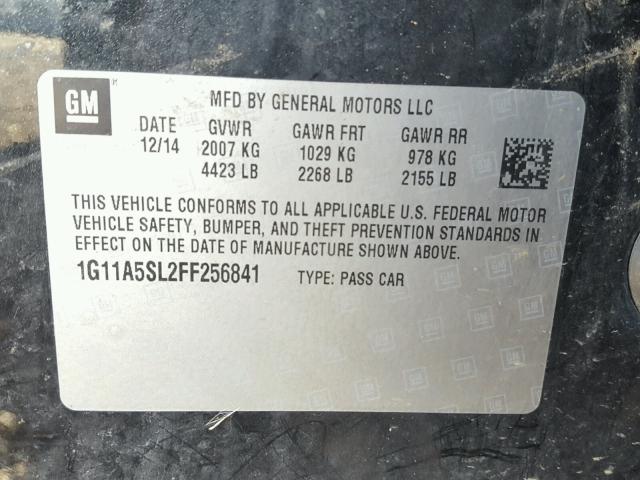 GM
MFD BY GENERAL MOTORS LLC
DATE GVWR GAWR FRT GAWR RR
12/14 2007 KG 1029 KG 978 KG
4423 LB 2268 LB 2155 LB
THIS VEHICLE CONFORMS TO ALL APPLICABLE U.S. FEDERAL MOTOR
VEHICLE SAFETY, BUMPER, AND THEFT PREVENTION STANDARDS IN
EFFECT ON THE DATE OF MANUFACTURE SHOWN ABOVE.
1G11A5SL2FF256841 TYPE: PASS CAR